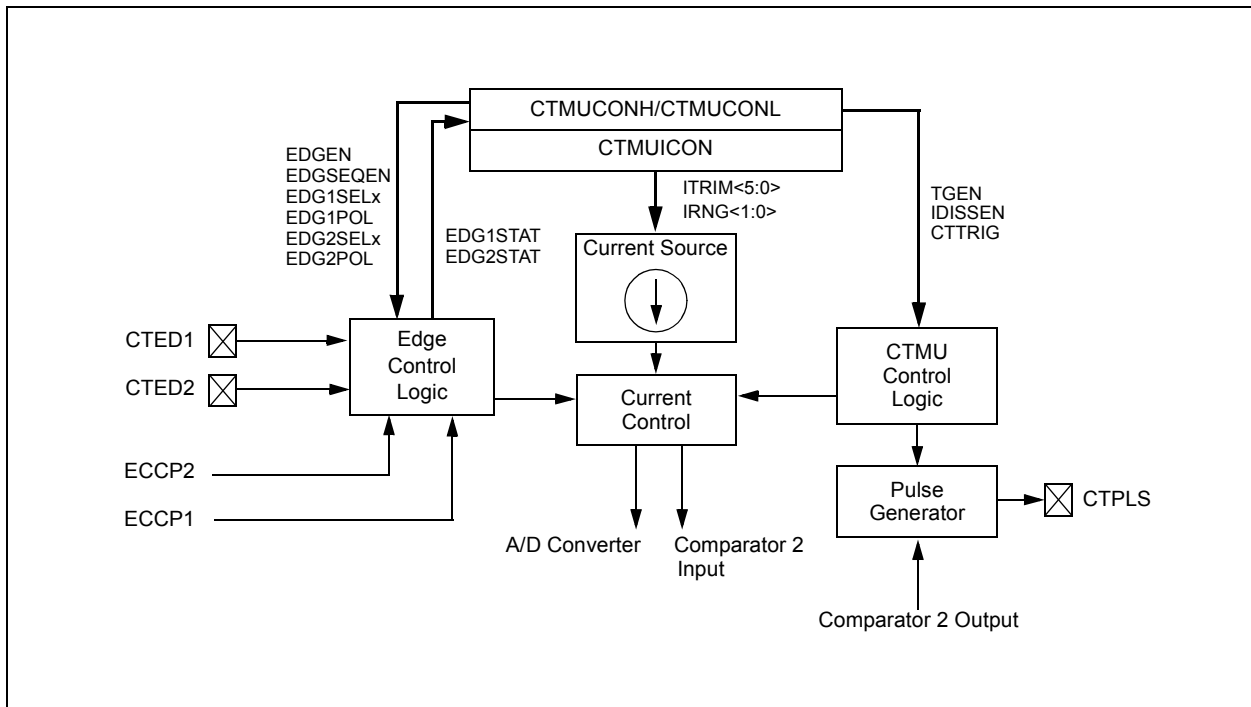 CTMUCONH/CTMUCONL
CTMUICON
EDGEN
EDGSEQEN
EDG1SELx
EDG1POL
EDG2SELx
EDG2POL
EDG1STAT
EDG2STAT
ITRIM<5:0>
IRNG<1:0>
TGEN
IDISSEN
CTTRIG
Current Source
CTED1
CTED2
Edge
Control
Logic
Current
Control
CTMU
Control
Logic
ECCP2
ECCP1
Pulse
Generator
CTPLS
A/D Converter
Comparator 2
Input
Comparator 2 Output